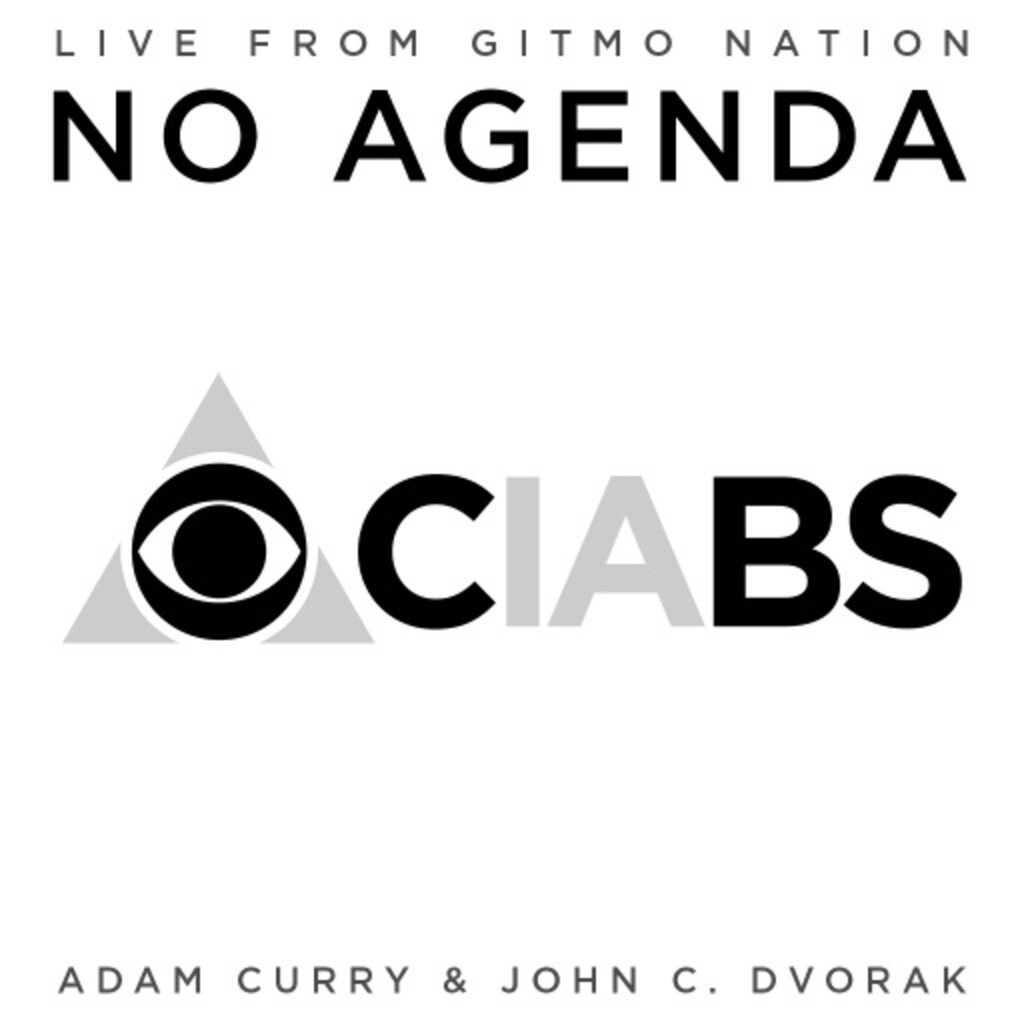 LIVE FROM GITMO NATION
NO AGENDA
CIABS
ADAM CURRY & JOHN C. DVORAK